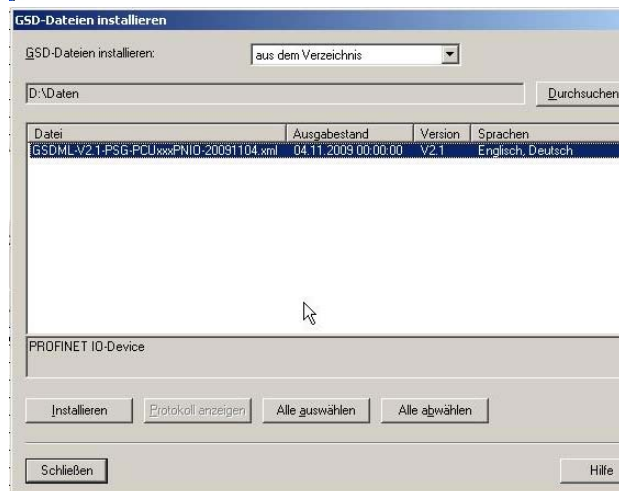 GSD-Dateien installieren
GSD-Dateien installieren: aus dem Verzeichnis
D:\Daten Durchsuchen
Datei Ausgabestand Version Sprachen
GSDML-V2.1-PSG-PCUxxxPNIO-20091104.xml 04.11.2009 00:00:00 V2.1 Englisch, Deutsch
PROFINET IO-Device
Installieren Protokoll anzeigen Alle auswählen Alle abwählen
Schließen Hilfe